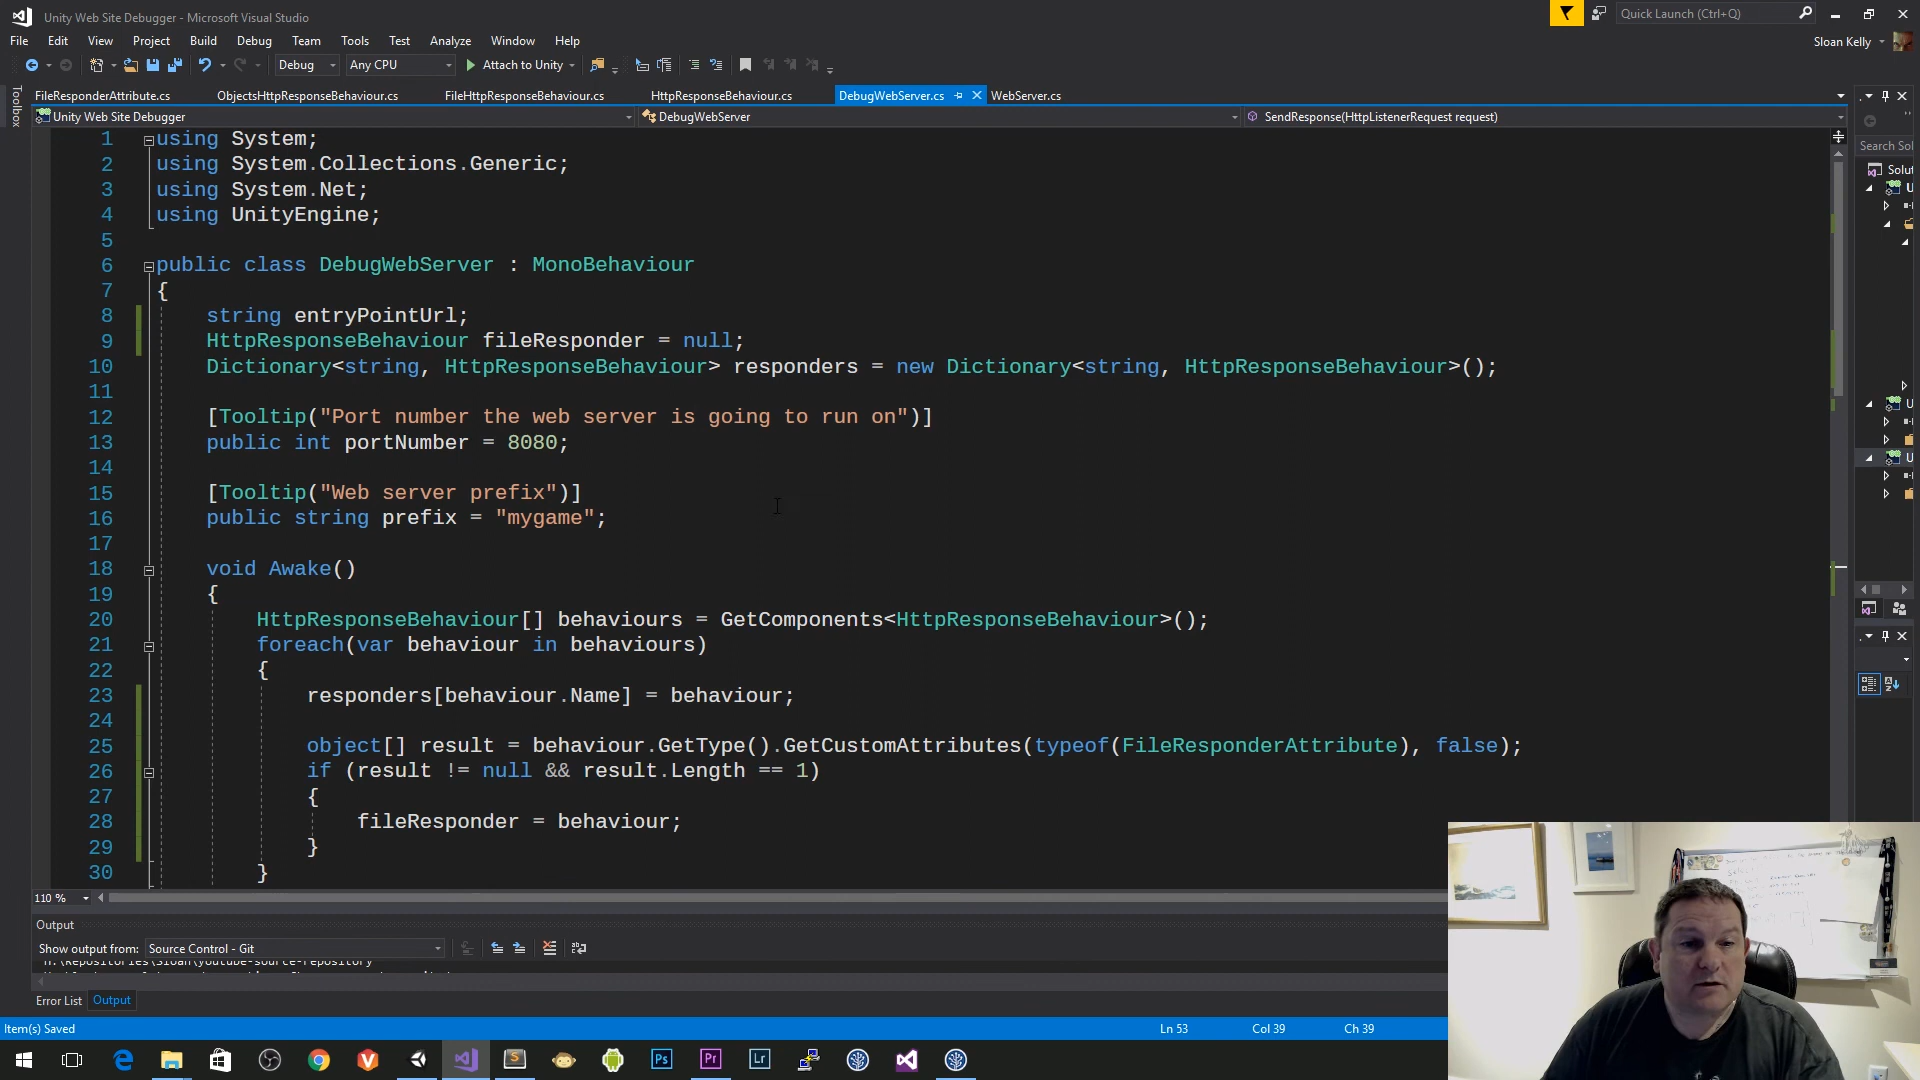 Unity Web Site Debugger - Microsoft Visual Studio
Quick Launch (Ctrl+Q)
File Edit View Project Build Debug Team Tools Test Analyze Window Help
Sloan Kelly
Debug Any CPU Attach to Unity
Toolbox
FileResponderAttribute.cs ObjectsHttpResponseBehaviour.cs FileHttpResponseBehaviour.cs HttpResponseBehaviour.cs DebugWebServer.cs WebServer.cs
Unity Web Site Debugger DebugWebServer SendResponse(HttpListenerRequest request)
1 using System;
2 using System.Collections.Generic;
3 using System.Net;
4 using UnityEngine;
5
6 public class DebugWebServer : MonoBehaviour
7 {
8 string entryPointUrl;
9 HttpResponseBehaviour fileResponder = null;
10 Dictionary<string, HttpResponseBehaviour> responders = new Dictionary<string, HttpResponseBehaviour>();
11
12 [Tooltip("Port number the web server is going to run on")]
13 public int portNumber = 8080;
14
15 [Tooltip("Web server prefix")]
16 public string prefix = "mygame";
17
18 void Awake()
19 {
20 HttpResponseBehaviour[] behaviours = GetComponents<HttpResponseBehaviour>();
21 foreach(var behaviour in behaviours)
22 {
23 responders[behaviour.Name] = behaviour;
24
25 object[] result = behaviour.GetType().GetCustomAttributes(typeof(FileResponderAttribute), false);
26 if (result != null && result.Length == 1)
27 {
28 fileResponder = behaviour;
29 }
30 }
Search Sol
Solut
110 %
Output
Show output from: Source Control - Git
Error List Output
Item(s) Saved Ln 53 Col 39 Ch 39
Ps Pr Lr